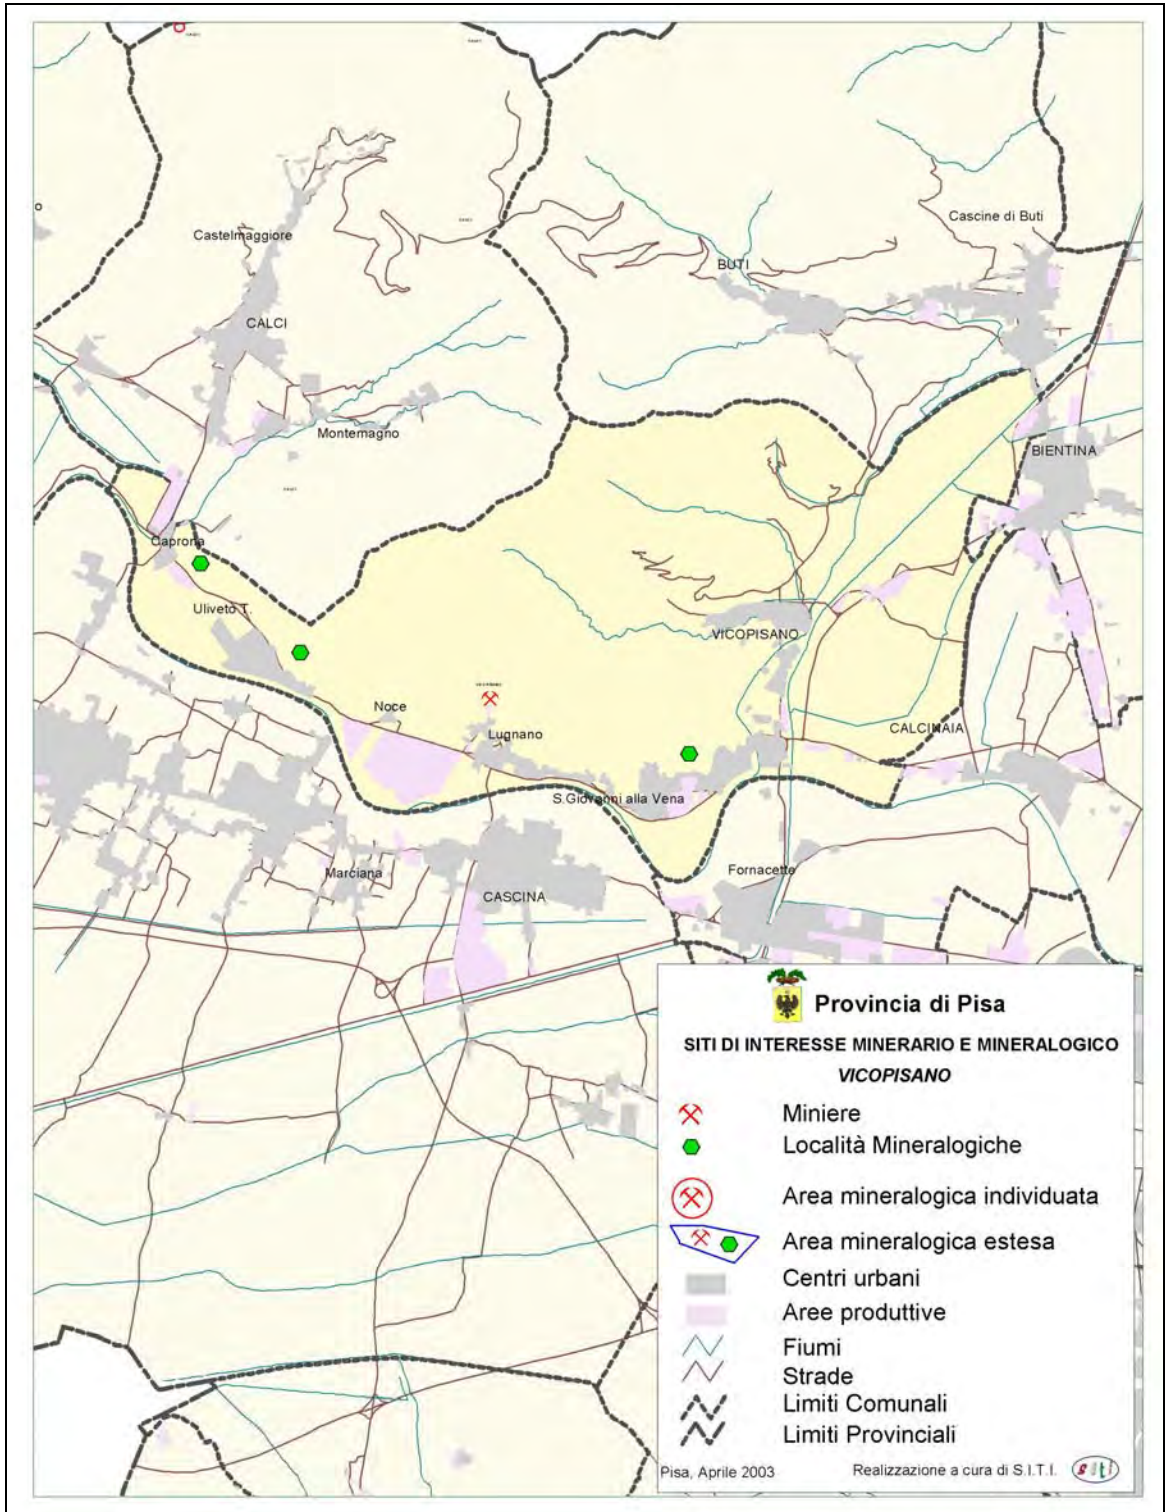 Castelmaggiore
Cascine di Buti
BUTI
CALCI
Montemagno
BIENTINA
Caprona
Uliveto T.
VICOPISANO
Noce
Lugnano
CALCINAIA
S.Giovanni alla Vena
Marciana
CASCINA
Fornacette
Provincia di Pisa
SITI DI INTERESSE MINERARIO E MINERALOGICO
VICOPISANO
Miniere
Località Mineralogiche
Area mineralogica individuata
Area mineralogica estesa
Centri urbani
Aree produttive
Fiumi
Strade
Limiti Comunali
Limiti Provinciali
Pisa, Aprile 2003
Realizzazione a cura di S.I.T.I.
siti